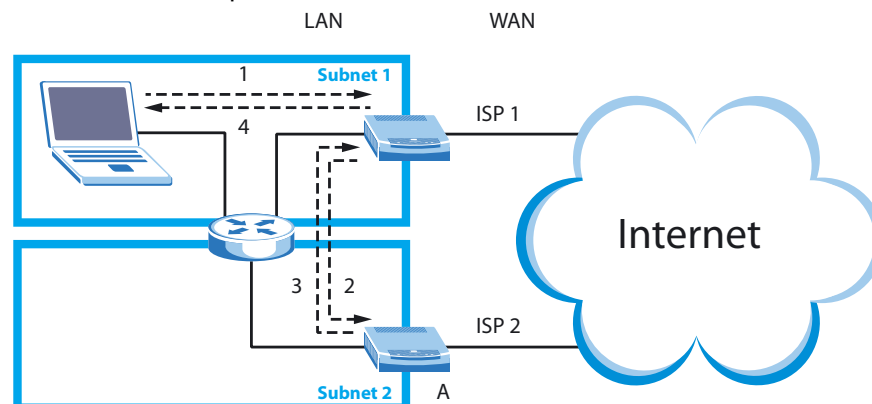 LAN WAN
1 Subnet 1
4 ISP 1
Internet
3 2
ISP 2
Subnet 2 A